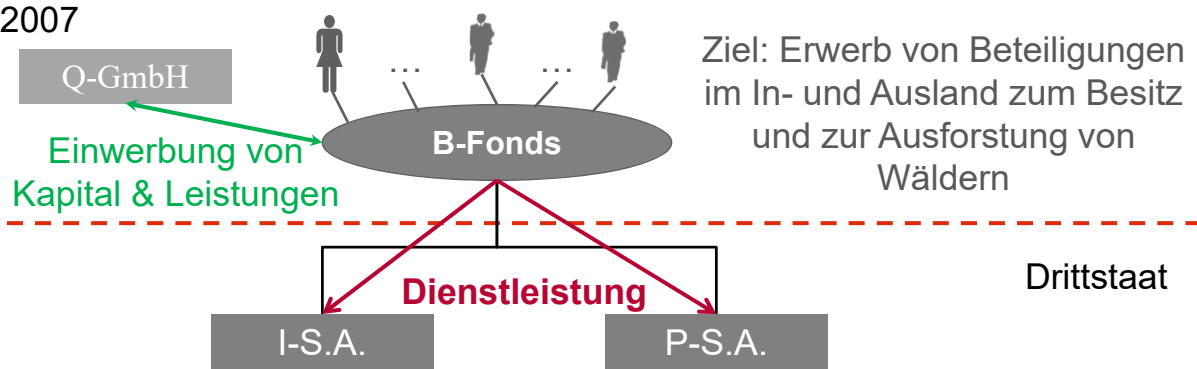 2007
Q-GmbH
... ...
Ziel: Erwerb von Beteiligungen
im In- und Ausland zum Besitz
und zur Ausforstung von
Wäldern
B-Fonds
Einwerbung von
Kapital & Leistungen
Drittstaat
Dienstleistung
I-S.A.
P-S.A.